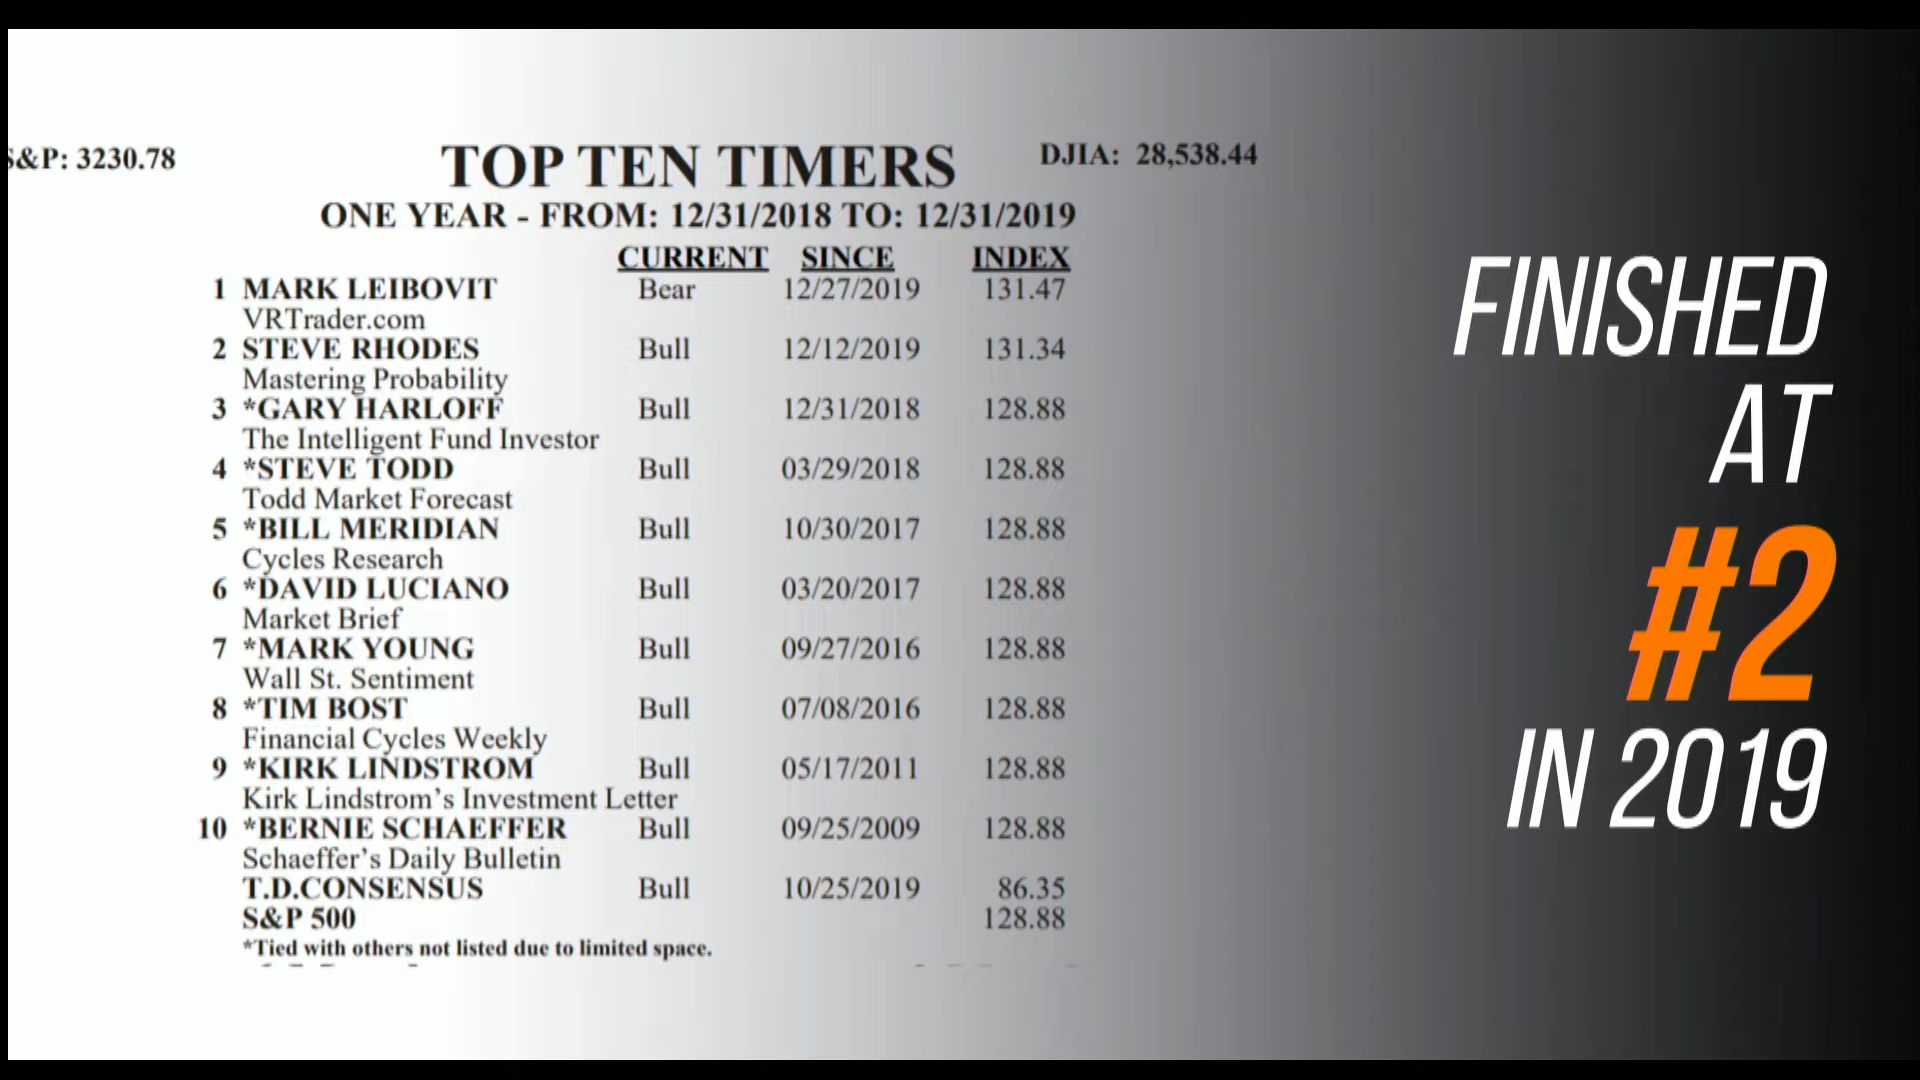 S&P: 3230.78 TOP TEN TIMERS DJIA: 28,538.44
ONE YEAR - FROM: 12/31/2018 TO: 12/31/2019
CURRENT SINCE INDEX
1 MARK LEIBOVIT Bear 12/27/2019 131.47
VRTrader.com
2 STEVE RHODES Bull 12/12/2019 131.34
Mastering Probability
3 *GARY HARLOFF Bull 12/31/2018 128.88
The Intelligent Fund Investor
4 *STEVE TODD Bull 03/29/2018 128.88
Todd Market Forecast
5 *BILL MERIDIAN Bull 10/30/2017 128.88
Cycles Research
6 *DAVID LUCIANO Bull 03/20/2017 128.88
Market Brief
7 *MARK YOUNG Bull 09/27/2016 128.88
Wall St. Sentiment
8 *TIM BOST Bull 07/08/2016 128.88
Financial Cycles Weekly
9 *KIRK LINDSTROM Bull 05/17/2011 128.88
Kirk Lindstrom's Investment Letter
10 *BERNIE SCHAEFFER Bull 09/25/2009 128.88
Schaeffer's Daily Bulletin
T.D.CONSENSUS Bull 10/25/2019 86.35
S&P 500 128.88
*Tied with others not listed due to limited space.
FINISHED
AT
#2
IN 2019